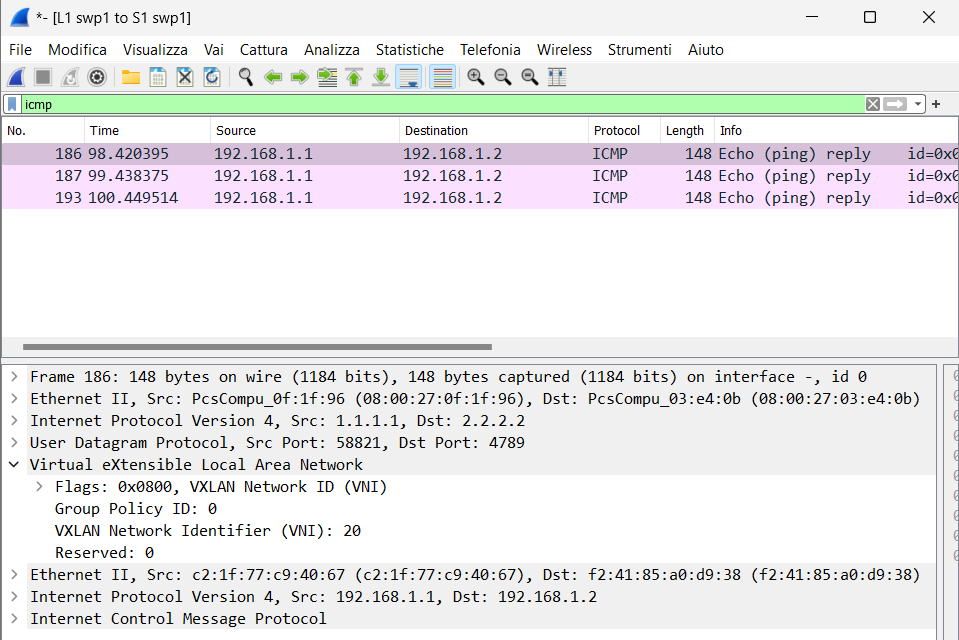 *- [L1 swp1 to S1 swp1]
File Modifica Visualizza Vai Cattura Analizza Statistiche Telefonia Wireless Strumenti Aiuto
icmp
No. Time Source Destination Protocol Length Info
186 98.420395 192.168.1.1 192.168.1.2 ICMP 148 Echo (ping) reply id=0x0
187 99.438375 192.168.1.1 192.168.1.2 ICMP 148 Echo (ping) reply id=0x0
193 100.449514 192.168.1.1 192.168.1.2 ICMP 148 Echo (ping) reply id=0x0
Frame 186: 148 bytes on wire (1184 bits), 148 bytes captured (1184 bits) on interface -, id 0
Ethernet II, Src: PcsCompu_0f:1f:96 (08:00:27:0f:1f:96), Dst: PcsCompu_03:e4:0b (08:00:27:03:e4:0b)
Internet Protocol Version 4, Src: 1.1.1.1, Dst: 2.2.2.2
User Datagram Protocol, Src Port: 58821, Dst Port: 4789
Virtual eXtensible Local Area Network
Flags: 0x0800, VXLAN Network ID (VNI)
Group Policy ID: 0
VXLAN Network Identifier (VNI): 20
Reserved: 0
Ethernet II, Src: c2:1f:77:c9:40:67 (c2:1f:77:c9:40:67), Dst: f2:41:85:a0:d9:38 (f2:41:85:a0:d9:38)
Internet Protocol Version 4, Src: 192.168.1.1, Dst: 192.168.1.2
Internet Control Message Protocol